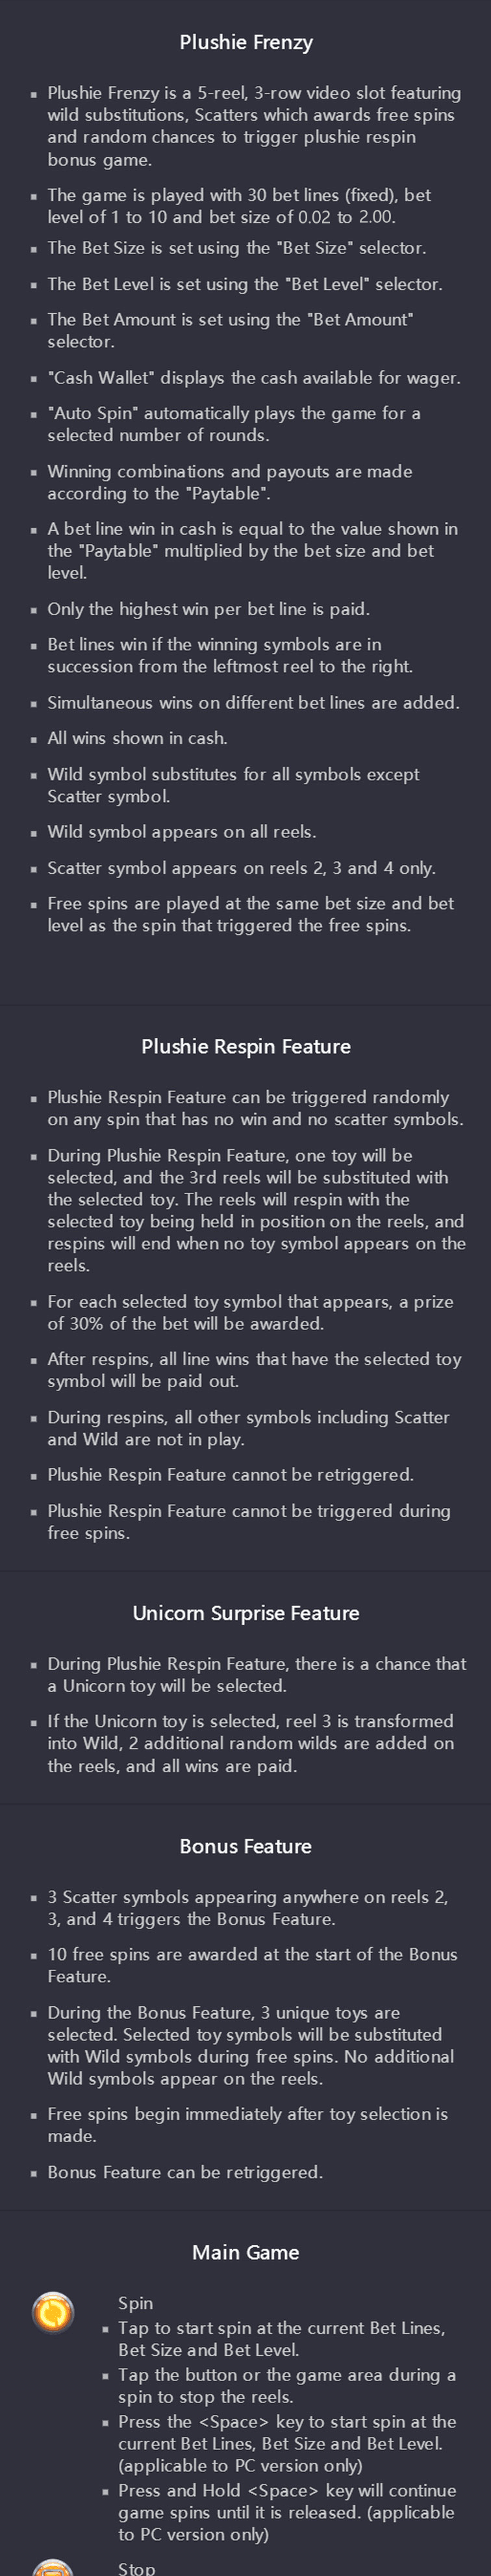 Plushie Frenzy
Plushie Frenzy is a 5-reel, 3-row video slot featuring
wild substitutions, Scatters which awards free spins
and random chances to trigger plushie respin
bonus game.
The game is played with 30 bet lines (fixed), bet
level of 1 to 10 and bet size of 0.02 to 2.00.
The Bet Size is set using the "Bet Size" selector.
The Bet Level is set using the "Bet Level" selector.
The Bet Amount is set using the "Bet Amount"
selector.
"Cash Wallet" displays the cash available for wager.
"Auto Spin" automatically plays the game for a
selected number of rounds.
Winning combinations and payouts are made
according to the "Paytable".
A bet line win in cash is equal to the value shown in
the "Paytable" multiplied by the bet size and bet
level.
Only the highest win per bet line is paid.
Bet lines win if the winning symbols are in
succession from the leftmost reel to the right.
Simultaneous wins on different bet lines are added.
All wins shown in cash.
Wild symbol substitutes for all symbols except
Scatter symbol.
Wild symbol appears on all reels.
Scatter symbol appears on reels 2, 3 and 4 only.
Free spins are played at the same bet size and bet
level as the spin that triggered the free spins.
Plushie Respin Feature
Plushie Respin Feature can be triggered randomly
on any spin that has no win and no scatter symbols.
During Plushie Respin Feature, one toy will be
selected, and the 3rd reels will be substituted with
the selected toy. The reels will respin with the
selected toy being held in position on the reels, and
respins will end when no toy symbol appears on the
reels.
For each selected toy symbol that appears, a prize
of 30% of the bet will be awarded.
After respins, all line wins that have the selected toy
symbol will be paid out.
During respins, all other symbols including Scatter
and Wild are not in play.
Plushie Respin Feature cannot be retriggered.
Plushie Respin Feature cannot be triggered during
free spins.
Unicorn Surprise Feature
During Plushie Respin Feature, there is a chance that
a Unicorn toy will be selected.
If the Unicorn toy is selected, reel 3 is transformed
into Wild, 2 additional random wilds are added on
the reels, and all wins are paid.
Bonus Feature
3 Scatter symbols appearing anywhere on reels 2,
3, and 4 triggers the Bonus Feature.
10 free spins are awarded at the start of the Bonus
Feature.
During the Bonus Feature, 3 unique toys are
selected. Selected toy symbols will be substituted
with Wild symbols during free spins. No additional
Wild symbols appear on the reels.
Free spins begin immediately after toy selection is
made.
Bonus Feature can be retriggered.
Main Game
Spin
Tap to start spin at the current Bet Lines,
Bet Size and Bet Level.
Tap the button or the game area during a
spin to stop the reels.
Press the <Space> key to start spin at the
current Bet Lines, Bet Size and Bet Level.
(applicable to PC version only)
Press and Hold <Space> key will continue
game spins until it is released. (applicable
to PC version only)
Stop